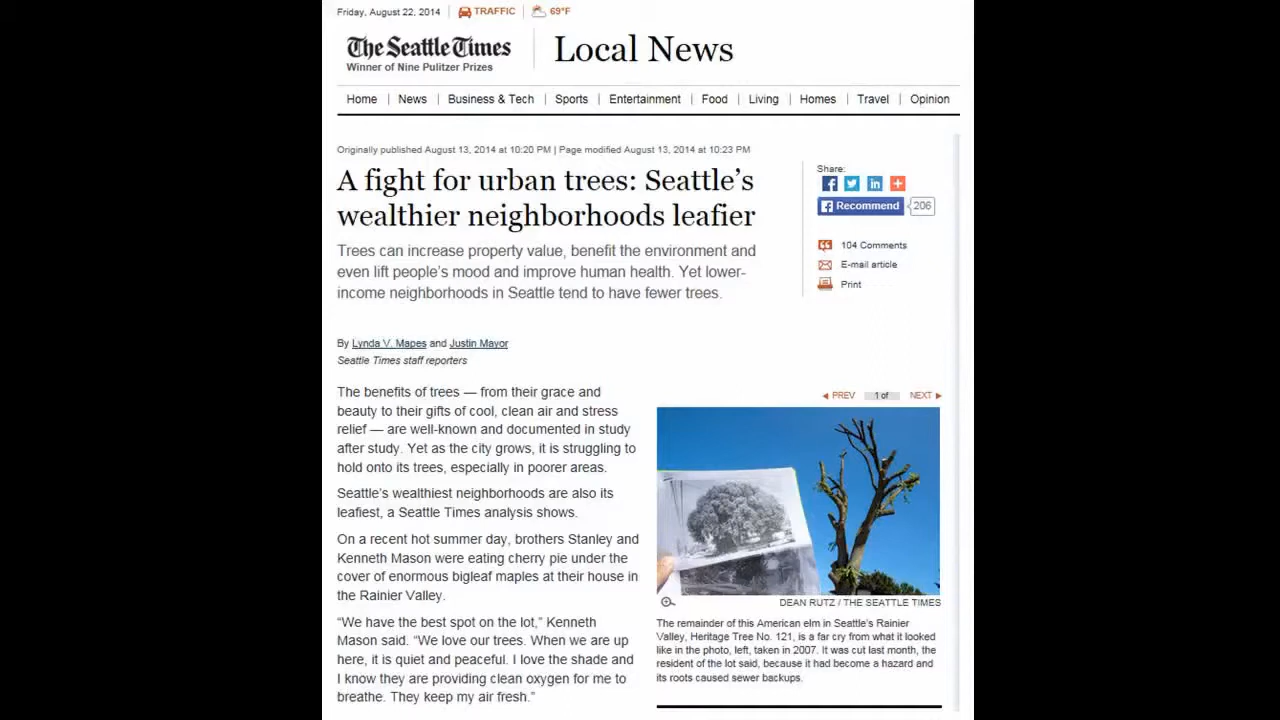 Friday, August 22, 2014
TRAFFIC
69°F
The Seattle Times
Winner of Nine Pulitzer Prizes
Local News
Home | News | Business & Tech | Sports | Entertainment | Food | Living | Homes | Travel | Opinion
Originally published August 13, 2014 at 10:20 PM | Page modified August 13, 2014 at 10:23 PM
A fight for urban trees: Seattle’s
wealthier neighborhoods leafier
Trees can increase property value, benefit the environment and
even lift people’s mood and improve human health. Yet lower-
income neighborhoods in Seattle tend to have fewer trees.
Share:
Recommend 206
104 Comments
E-mail article
Print
By Lynda V. Mapes and Justin Mayor
Seattle Times staff reporters
The benefits of trees — from their grace and
beauty to their gifts of cool, clean air and stress
relief — are well-known and documented in study
after study. Yet as the city grows, it is struggling to
hold onto its trees, especially in poorer areas.
Seattle’s wealthiest neighborhoods are also its
leafiest, a Seattle Times analysis shows.
On a recent hot summer day, brothers Stanley and
Kenneth Mason were eating cherry pie under the
cover of enormous bigleaf maples at their house in
the Rainier Valley.
“We have the best spot on the lot,” Kenneth
Mason said. “We love our trees. When we are up
here, it is quiet and peaceful. I love the shade and
I know they are providing clean oxygen for me to
breathe. They keep my air fresh.”
PREV 1 of NEXT
DEAN RUTZ / THE SEATTLE TIMES
The remainder of this American elm in Seattle’s Rainier
Valley, Heritage Tree No. 121, is a far cry from what it looked
like in the photo, left, taken in 2007. It was cut last month, the
resident of the lot said, because it had become a hazard and
its roots caused sewer backups.